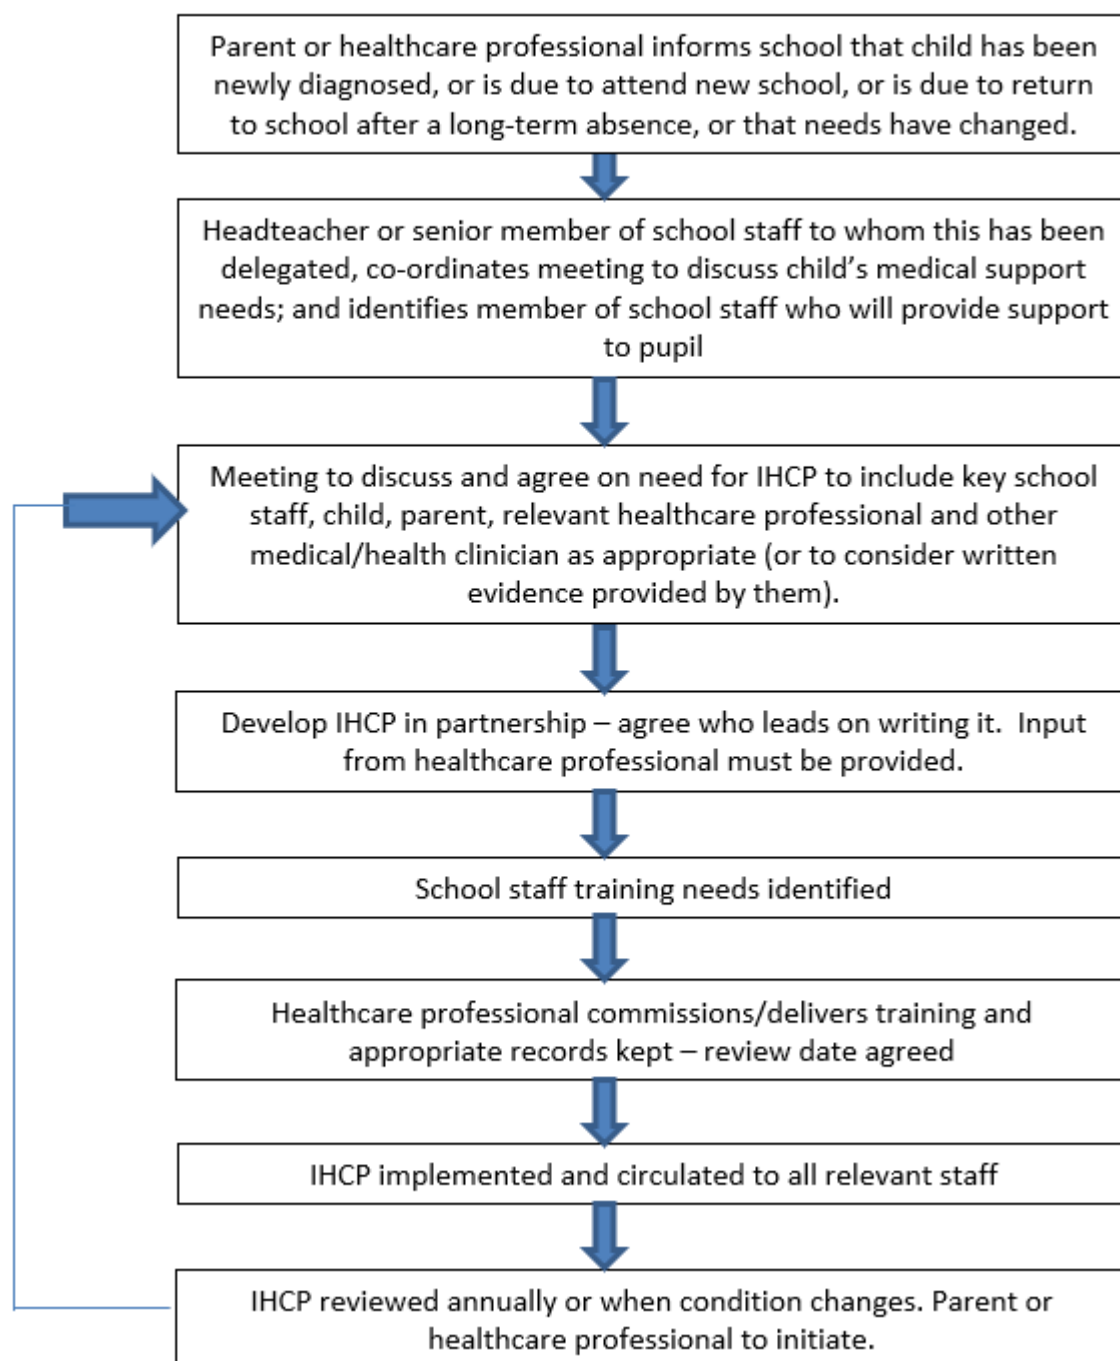 Parent or healthcare professional informs school that child has been
newly diagnosed, or is due to attend new school, or is due to return
to school after a long-term absence, or that needs have changed.
Headteacher or senior member of school staff to whom this has been
delegated, co-ordinates meeting to discuss child’s medical support
needs; and identifies member of school staff who will provide support
to pupil
Meeting to discuss and agree on need for IHCP to include key school
staff, child, parent, relevant healthcare professional and other
medical/health clinician as appropriate (or to consider written
evidence provided by them).
Develop IHCP in partnership – agree who leads on writing it.  Input
from healthcare professional must be provided.
School staff training needs identified
Healthcare professional commissions/delivers training and
appropriate records kept – review date agreed
IHCP implemented and circulated to all relevant staff
IHCP reviewed annually or when condition changes. Parent or
healthcare professional to initiate.